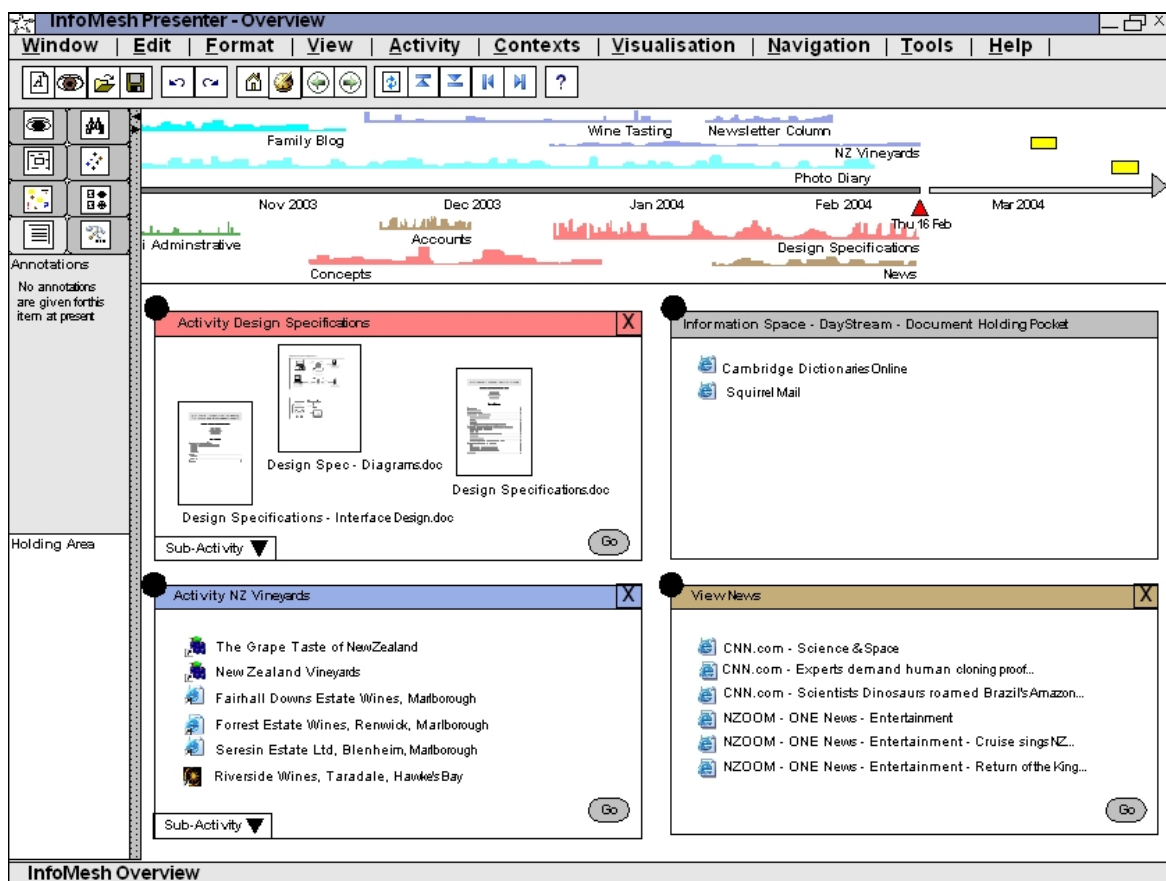 InfoMesh Presenter - Overview
Window | Edit | Format | View | Activity | Contexts | Visualisation | Navigation | Tools | Help |
?
Family Blog
Wine Tasting
Newsletter Column
NZ Vineyards
Photo Diary
Nov 2003
Dec 2003
Jan 2004
Feb 2004
Mar 2004
Thu 16 Feb
i Adminstrative
Accounts
Design Specifications
Concepts
News
Annotations
No annotations
are given forthis
item at present
Holding Area
Activity Design Specifications X
Design Spec - Diagrams.doc
Design Specifications.doc
Design Specifications - Interface Design.doc
Sub-Activity
Go
Information Space - DayStream - Document Holding Pocket
Cambridge Dictionaries Online
Squirrel Mail
Activity NZ Vineyards X
The Grape Taste of New Zealand
New Zealand Vineyards
Fairhall Downs Estate Wines, Marlborough
Forrest Estate Wines, Renwick, Marlborough
Seresin Estate Ltd, Blenheim, Marlborough
Riverside Wines, Taradale, Hawke's Bay
Sub-Activity
Go
View News X
CNN.com - Science & Space
CNN.com - Experts demand human cloning proof...
CNN.com - Scientists Dinosaurs roamed Brazil's Amazon...
NZOOM - ONE News - Entertainment
NZOOM - ONE News - Entertainment - Cruise sings NZ...
NZOOM - ONE News - Entertainment - Return of the King...
Go
InfoMesh Overview